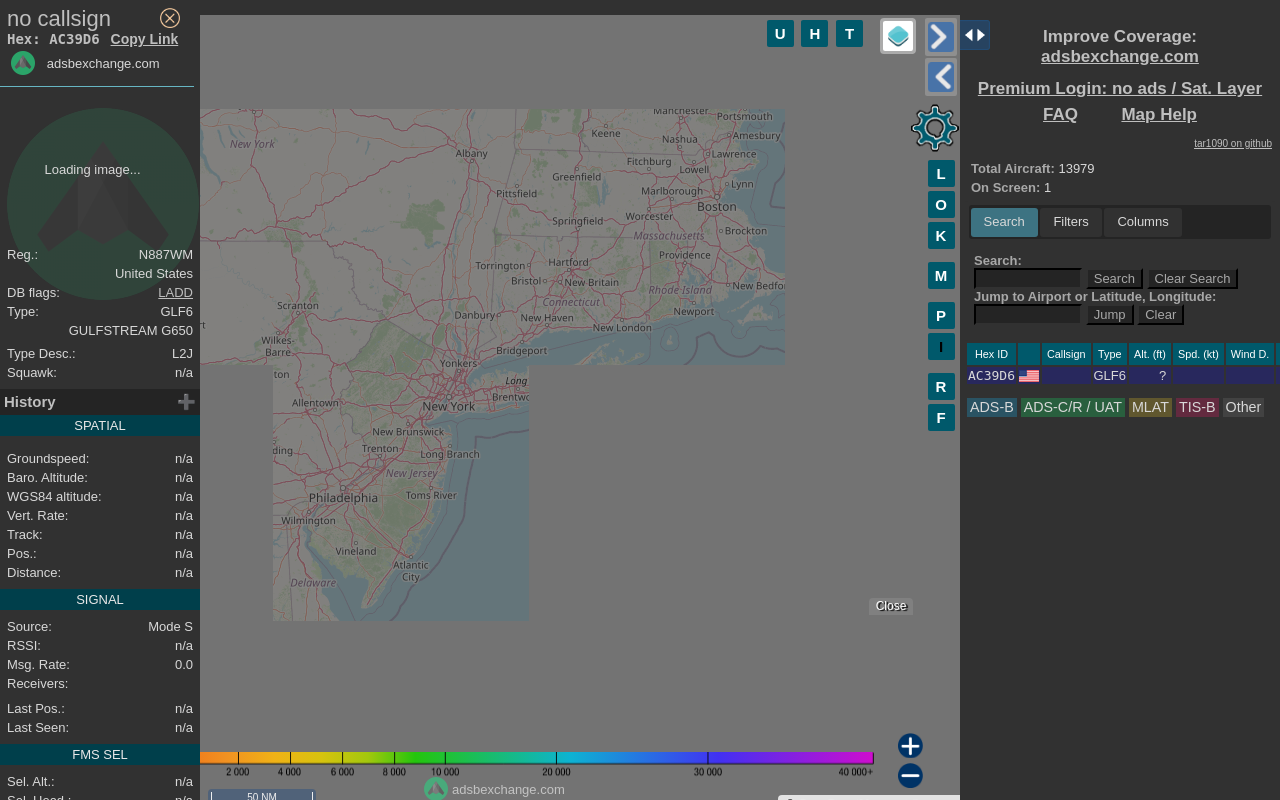 no callsign
Hex: AC39D6 Copy Link
adsbexchange.com
Loading image...
Reg.: N887WM
United States
DB flags: LADD
Type: GLF6
GULFSTREAM G650
Type Desc.: L2J
Squawk: n/a
History
SPATIAL
Groundspeed: n/a
Baro. Altitude: n/a
WGS84 altitude: n/a
Vert. Rate: n/a
Track: n/a
Pos.: n/a
Distance: n/a
SIGNAL
Source: Mode S
RSSI: n/a
Msg. Rate: 0.0
Receivers:
Last Pos.: n/a
Last Seen: n/a
FMS SEL
Sel. Alt.: n/a
Sel. Head.: n/a
U H T
L
O
K
M
P
I
R
F
Manchester
Portsmouth
Keene
Nashua
Amesbury
New York
Albany
Fitchburg
Lawrence
Lowell
Greenfield
Pittsfield
Marlborough
Lynn
Worcester
Boston
Springfield
Brockton
Massachusetts
Torrington
Hartford
Providence
Bristol
New Britain
New Bedfo
Rhode Island
Connecticut
Scranton
Danbury
New Haven
Newport
New London
Wilkes-
Barre
Bridgeport
Yonkers
ton
Long
Brentwo
Allentown
New York
New Brunswick
Trenton
Long Branch
ding
New Jersey
Philadelphia
Toms River
Wilmington
Vineland
Atlantic
City
Delaware
Close
2 000 4 000 6 000 8 000 10 000 20 000 30 000 40 000+
adsbexchange.com
50 NM
Improve Coverage:
adsbexchange.com
Premium Login: no ads / Sat. Layer
FAQ Map Help
tar1090 on github
Total Aircraft: 13979
On Screen: 1
Search Filters Columns
Search:
Search Clear Search
Jump to Airport or Latitude, Longitude:
Jump Clear
Hex ID Callsign Type Alt. (ft) Spd. (kt) Wind D.
AC39D6 GLF6 ?
ADS-B ADS-C/R / UAT MLAT TIS-B Other